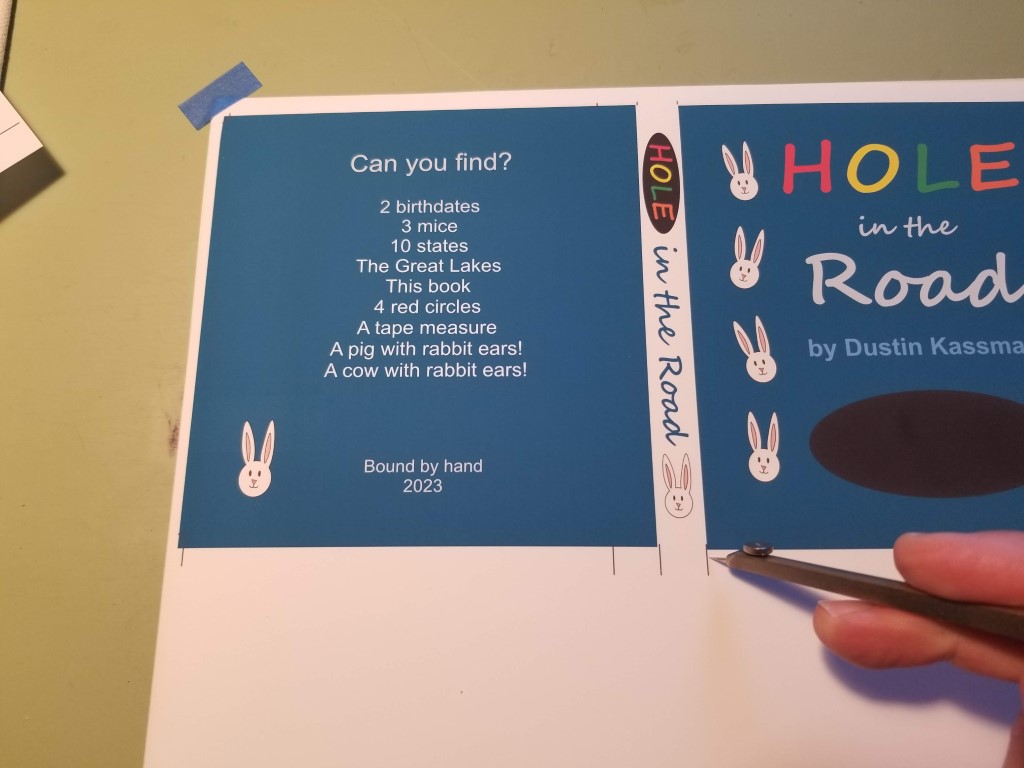 Can you find?
2 birthdates
3 mice
10 states
The Great Lakes
This book
4 red circles
A tape measure
A pig with rabbit ears!
A cow with rabbit ears!
Bound by hand
2023
HOLE in the Road
HOLE
in the
Road
by Dustin Kassma